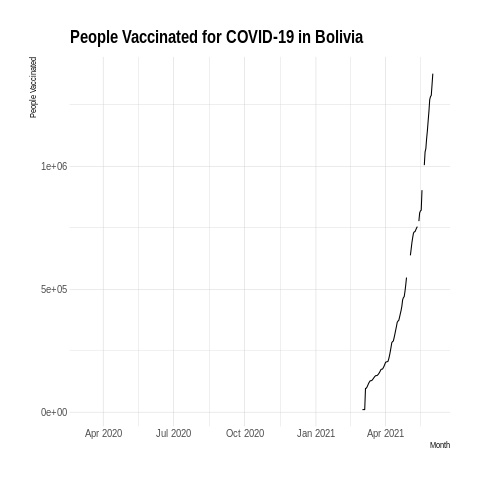 People Vaccinated for COVID-19 in Bolivia
People Vaccinated
1e+06
5e+05
0e+00
Apr 2020 Jul 2020 Oct 2020 Jan 2021 Apr 2021
Month